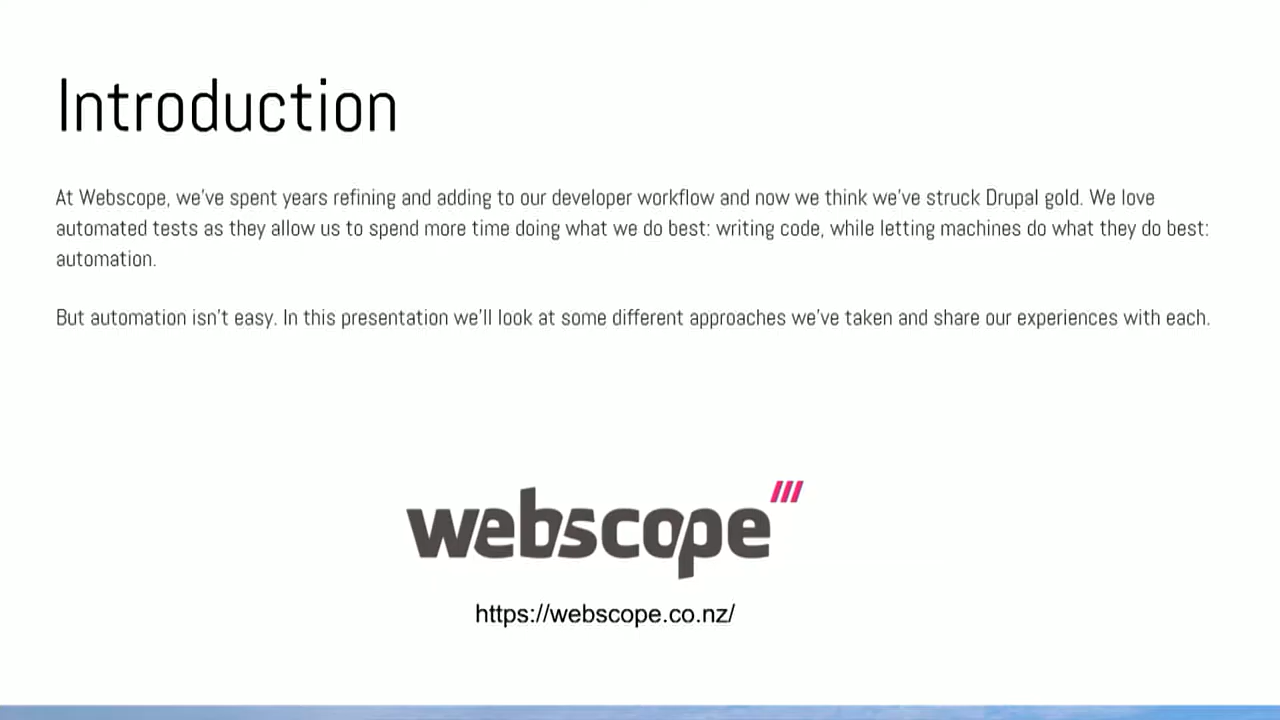 Introduction
At Webscope, we've spent years refining and adding to our developer workflow and now we think we've struck Drupal gold. We love
automated tests as they allow us to spend more time doing what we do best: writing code, while letting machines do what they do best:
automation.
But automation isn't easy. In this presentation we'll look at some different approaches we've taken and share our experiences with each.
webscope
https://webscope.co.nz/